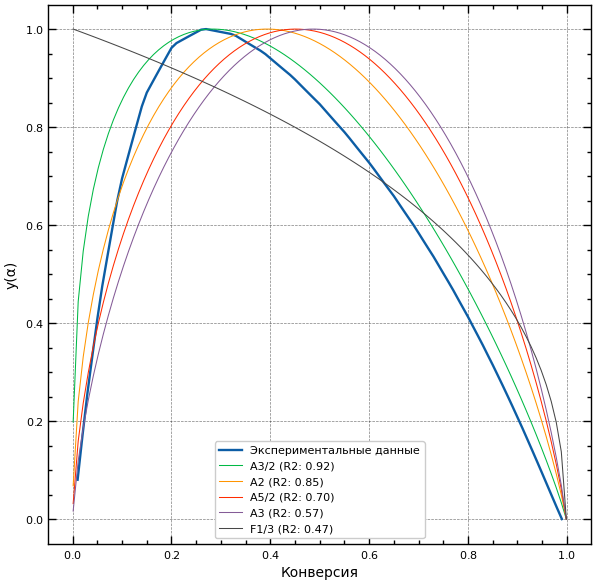 1.0
0.8
0.6
0.4
0.2
0.0
y(α)
Экспериментальные данные
A3/2 (R2: 0.92)
A2 (R2: 0.85)
A5/2 (R2: 0.70)
A3 (R2: 0.57)
F1/3 (R2: 0.47)
0.0 0.2 0.4 0.6 0.8 1.0
Конверсия